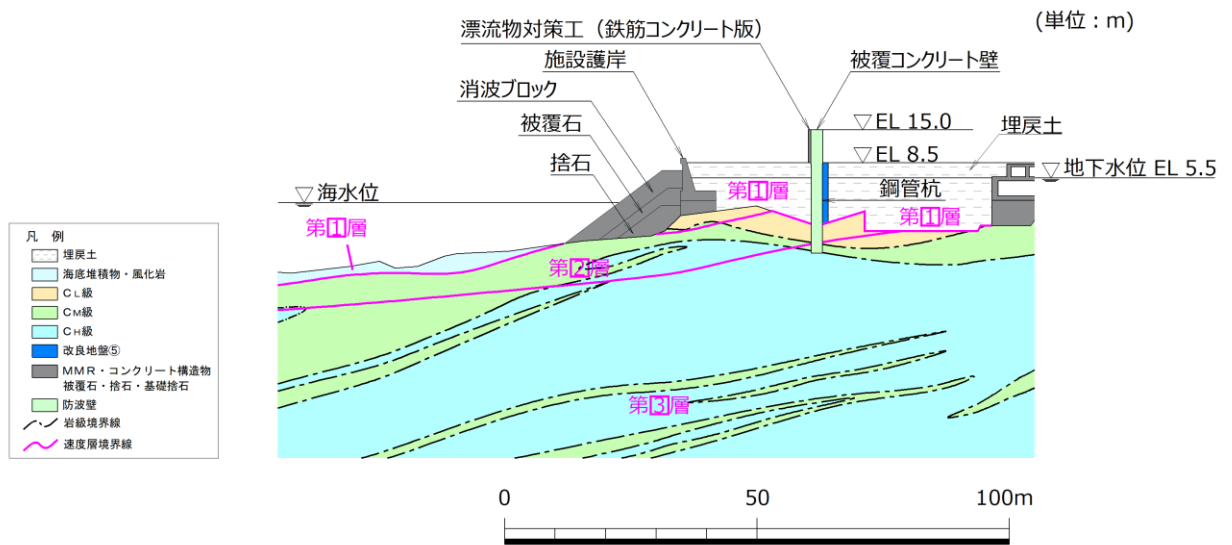 (単位：m)
漂流物対策工（鉄筋コンクリート版）
施設護岸
被覆コンクリート壁
消波ブロック
被覆石
捨石
▽EL 15.0
▽EL 8.5
埋戻土
▽地下水位 EL 5.5
▽海水位
第1層
鋼管杭
第1層
第1層
第2層
第3層
凡 例
埋戻土
海底堆積物・風化岩
CL級
CM級
CH級
改良地盤⑤
MMR・コンクリート構造物
被覆石・捨石・基礎捨石
防波壁
岩級境界線
速度層境界線
0 50 100m